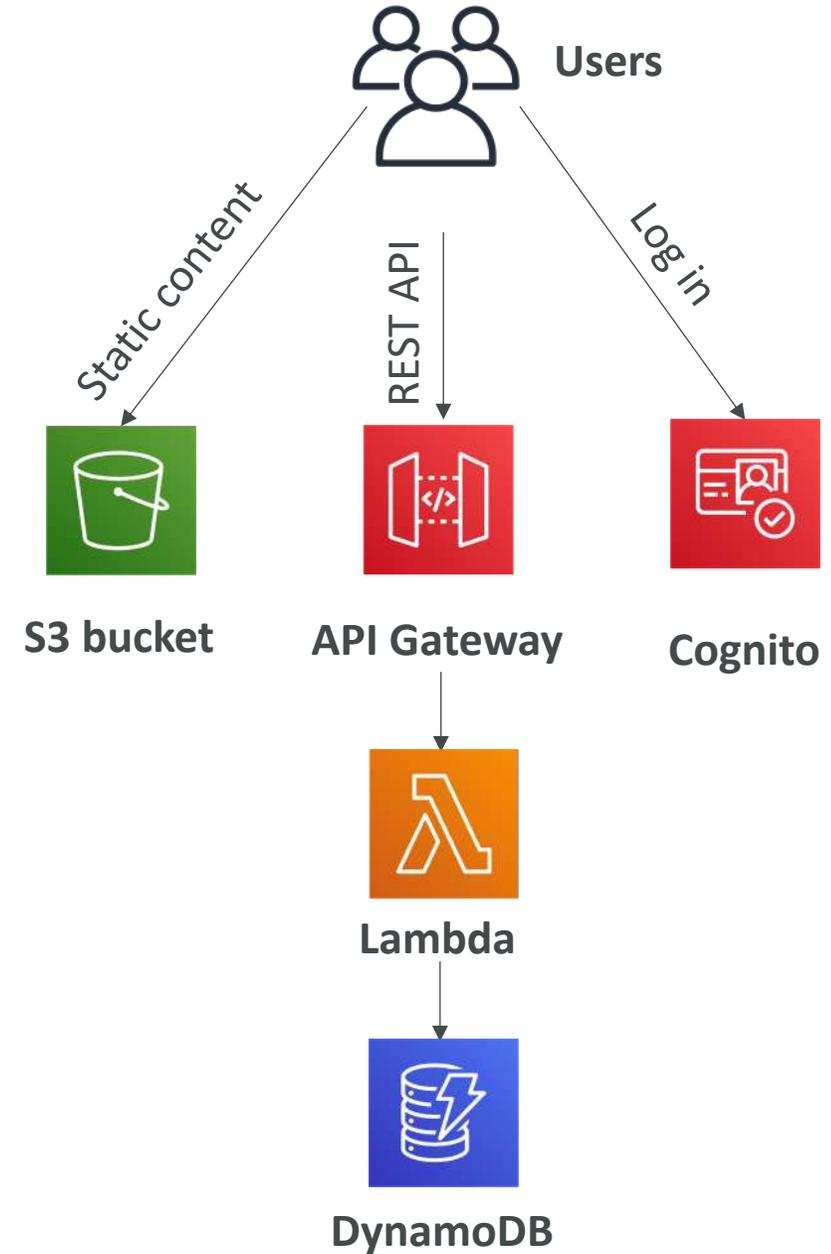 Users
Static content
REST API
Log in
</>
S3 bucket
API Gateway
Cognito
Lambda
DynamoDB